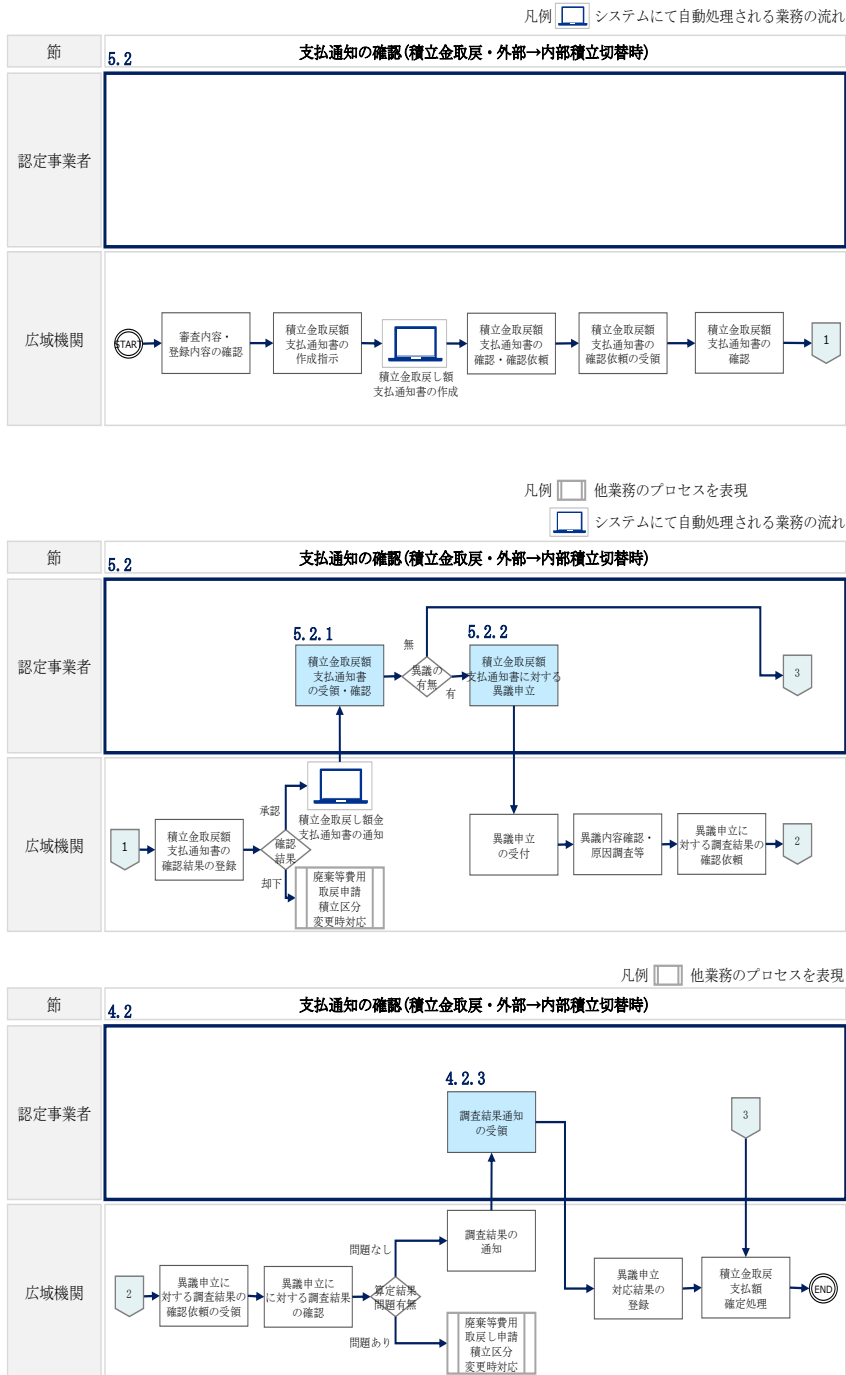 凡例 システムにて自動処理される業務の流れ
節
5.2
支払通知の確認(積立金取戻・外部→内部積立切替時)
認定事業者
広域機関
START
審査内容・
登録内容の確認
積立金取戻額
支払通知書の
作成指示
積立金取戻し額
支払通知書の作成
積立金取戻額
支払通知書の
確認・確認依頼
積立金取戻額
支払通知書の
確認依頼の受領
積立金取戻額
支払通知書の
確認
1
凡例 他業務のプロセスを表現
システムにて自動処理される業務の流れ
節
5.2
支払通知の確認(積立金取戻・外部→内部積立切替時)
認定事業者
5.2.1
積立金取戻額
支払通知書
の受領・確認
無
異議の
有無
有
5.2.2
積立金取戻額
支払通知書に対する
異議申立
3
広域機関
1
積立金取戻額
支払通知書の
確認結果の登録
確認
結果
承認
却下
積立金取戻し額金
支払通知書の通知
廃棄等費用
取戻申請
積立区分
変更時対応
異議申立
の受付
異議内容確認・
原因調査等
異議申立に
対する調査結果の
確認依頼
2
凡例 他業務のプロセスを表現
節
4.2
支払通知の確認(積立金取戻・外部→内部積立切替時)
認定事業者
4.2.3
調査結果通知
の受領
3
広域機関
2
異議申立に
対する調査結果の
確認依頼の受領
異議申立に
に対する調査結果
の確認
算定結果
問題有無
問題なし
問題あり
調査結果の
通知
廃棄等費用
取戻し申請
積立区分
変更時対応
異議申立
対応結果の
登録
積立金取戻
支払額
確定処理
END